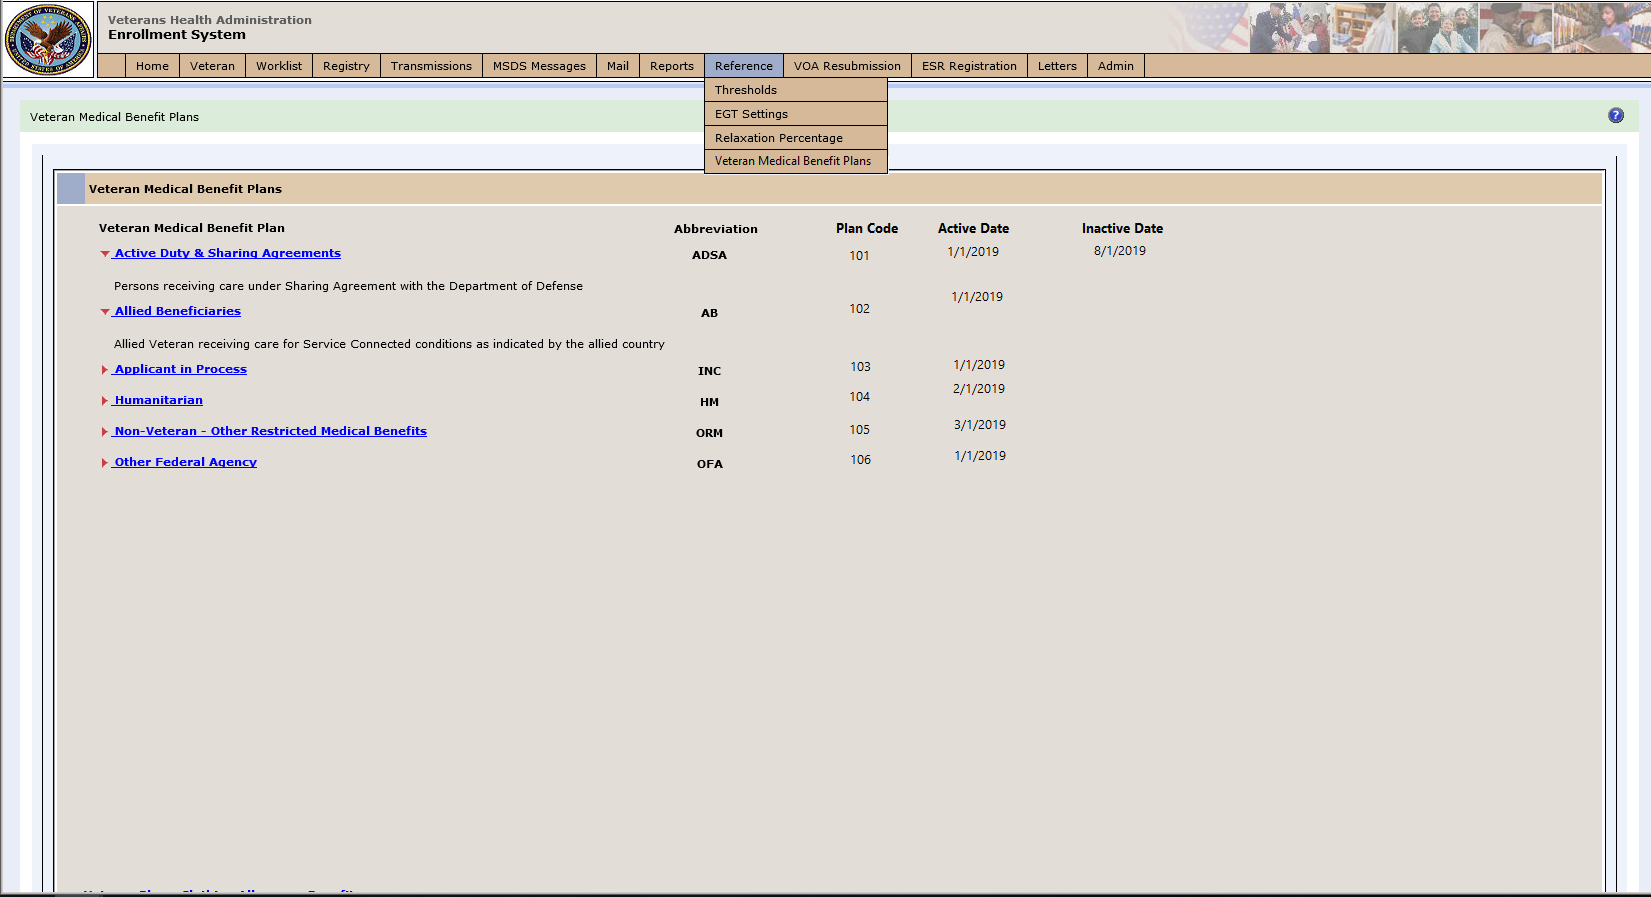 Veterans Health Administration
Enrollment System
Home Veteran Worklist Registry Transmissions MSDS Messages Mail Reports Reference VOA Resubmission ESR Registration Letters Admin
Thresholds
EGT Settings
Relaxation Percentage
Veteran Medical Benefit Plans
Veteran Medical Benefit Plans ?
Veteran Medical Benefit Plans
Veteran Medical Benefit Plan Abbreviation Plan Code Active Date Inactive Date
Active Duty & Sharing Agreements ADSA 101 1/1/2019 8/1/2019
Persons receiving care under Sharing Agreement with the Department of Defense
Allied Beneficiaries AB 102 1/1/2019
Allied Veteran receiving care for Service Connected conditions as indicated by the allied country
Applicant in Process INC 103 1/1/2019
Humanitarian HM 104 2/1/2019
Non-Veteran - Other Restricted Medical Benefits ORM 105 3/1/2019
Other Federal Agency OFA 106 1/1/2019